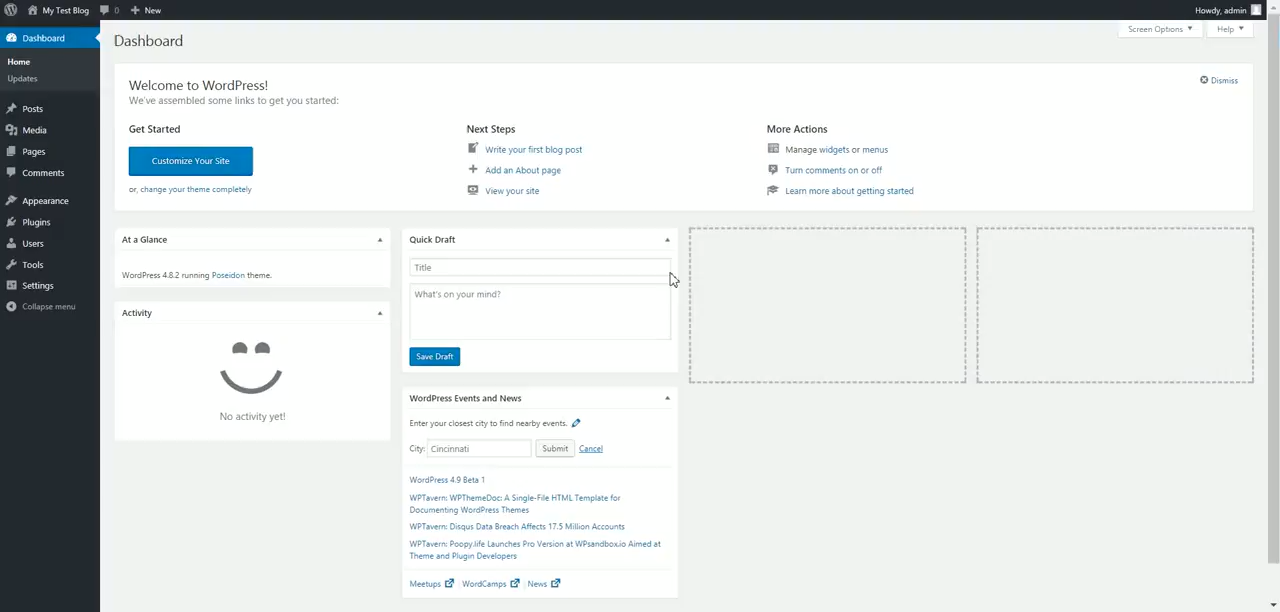 My Test Blog 0 New Howdy, admin
Dashboard
Home
Updates
Posts
Media
Pages
Comments
Appearance
Plugins
Users
Tools
Settings
Collapse menu
Dashboard
Screen Options Help
Welcome to WordPress!
We've assembled some links to get you started:
Dismiss
Get Started
Customize Your Site
or, change your theme completely
Next Steps
Write your first blog post
Add an About page
View your site
More Actions
Manage widgets or menus
Turn comments on or off
Learn more about getting started
At a Glance
WordPress 4.8.2 running Poseidon theme.
Activity
No activity yet!
Quick Draft
Title
What's on your mind?
Save Draft
WordPress Events and News
Enter your closest city to find nearby events.
City: Cincinnati Submit Cancel
WordPress 4.9 Beta 1
WPTavern: WPThemeDoc: A Single-File HTML Template for
Documenting WordPress Themes
WPTavern: Disqus Data Breach Affects 17.5 Million Accounts
WPTavern: Poopy.life Launches Pro Version at WPsandbox.io Aimed at
Theme and Plugin Developers
Meetups WordCamps News